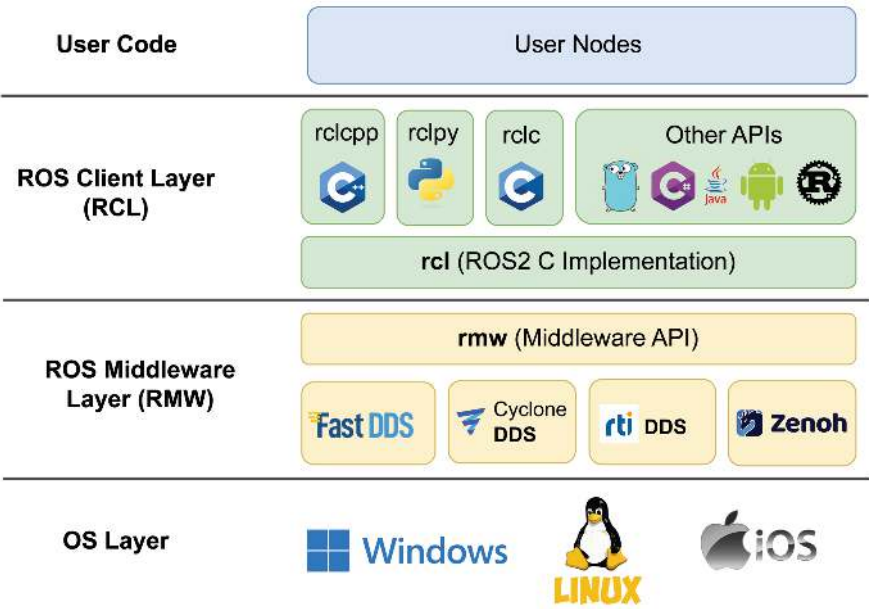 User Code
User Nodes
ROS Client Layer
(RCL)
rclcpp
C++
rclpy
rclc
C
Other APIs
C#
Java
R
rcl (ROS2 C Implementation)
ROS Middleware
Layer (RMW)
rmw (Middleware API)
Fast DDS
Cyclone
DDS
rti DDS
Zenoh
OS Layer
Windows
LINUX
iOS